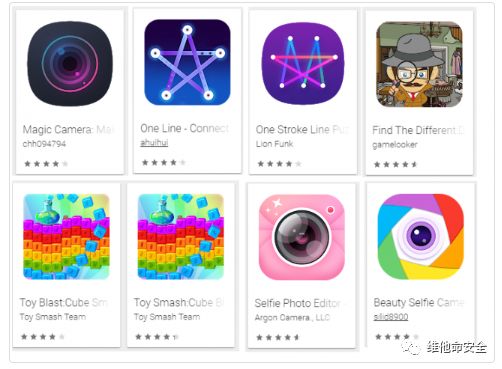 Magic Camera: Mal
One Line - Connect
One Stroke Line Puz
Find The Different D
chh094794
ahuihui
Lion Funk
gamelooker
Toy Blast:Cube Sm
Toy Smash:Cube B
Selfie Photo Editor -
Beauty Selfie Came
Toy Smash Team
Toy Smash Team
Argon Camera., LLC
silid8900
维他命安全